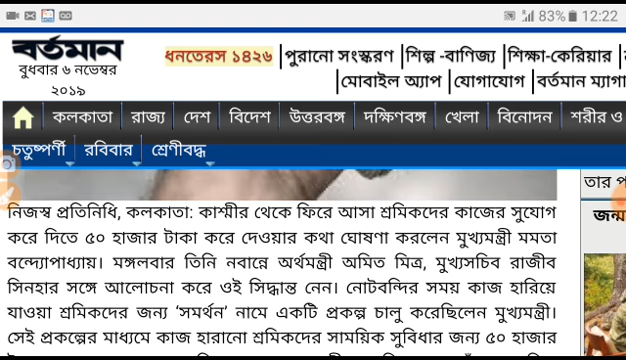 83% 12:22
বর্তমান
বুধবার ৬ নভেম্বর
২০১৯
ধনতেরস ১৪২৬ |পুরানো সংস্করণ |শিল্প -বাণিজ্য |শিক্ষা-কেরিয়ার |
|মোবাইল অ্যাপ |যোগাযোগ |বর্তমান ম্যাগা
কলকাতা রাজ্য দেশ বিদেশ উত্তরবঙ্গ দক্ষিণবঙ্গ খেলা বিনোদন শরীর ও
চতুষ্পর্ণী রবিবার শ্রেণীবদ্ধ
তার প
জন্ম
নিজস্ব প্রতিনিধি, কলকাতা: কাশ্মীর থেকে ফিরে আসা শ্রমিকদের কাজের সুযোগ
করে দিতে ৫০ হাজার টাকা করে দেওয়ার কথা ঘোষণা করলেন মুখ্যমন্ত্রী মমতা
বন্দ্যোপাধ্যায়। মঙ্গলবার তিনি নবান্নে অর্থমন্ত্রী অমিত মিত্র, মুখ্যসচিব রাজীব
সিনহার সঙ্গে আলোচনা করে ওই সিদ্ধান্ত নেন। নোটবন্দির সময় কাজ হারিয়ে
যাওয়া শ্রমিকদের জন্য ‘সমর্থন’ নামে একটি প্রকল্প চালু করেছিলেন মুখ্যমন্ত্রী।
সেই প্রকল্পের মাধ্যমে কাজ হারানো শ্রমিকদের সাময়িক সুবিধার জন্য ৫০ হাজার